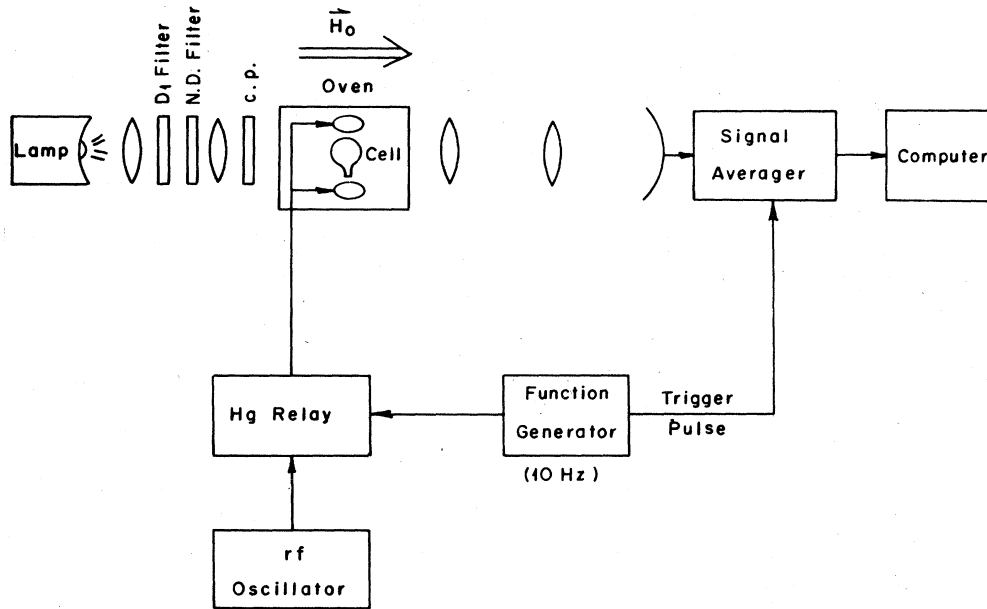 H₀
Oven
D₁ Filter
N.D. Filter
c.p.
Lamp
Cell
Signal
Averager
Computer
Hg Relay
Function
Generator
(10 Hz)
Trigger
Pulse
rf
Oscillator